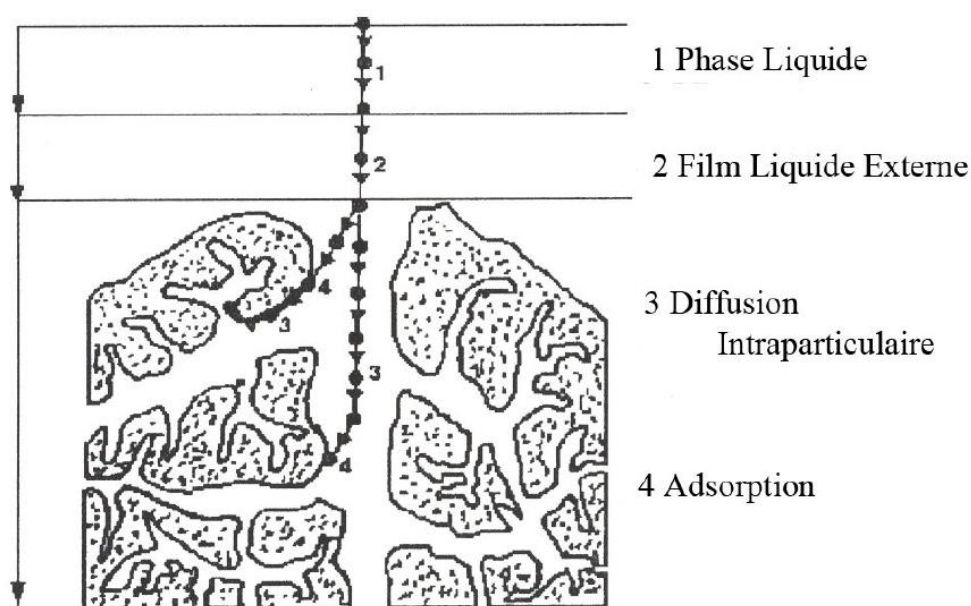 1
1 Phase Liquide
2
2 Film Liquide Externe
4
3
3 Diffusion
Intraparticulaire
3
4
4 Adsorption